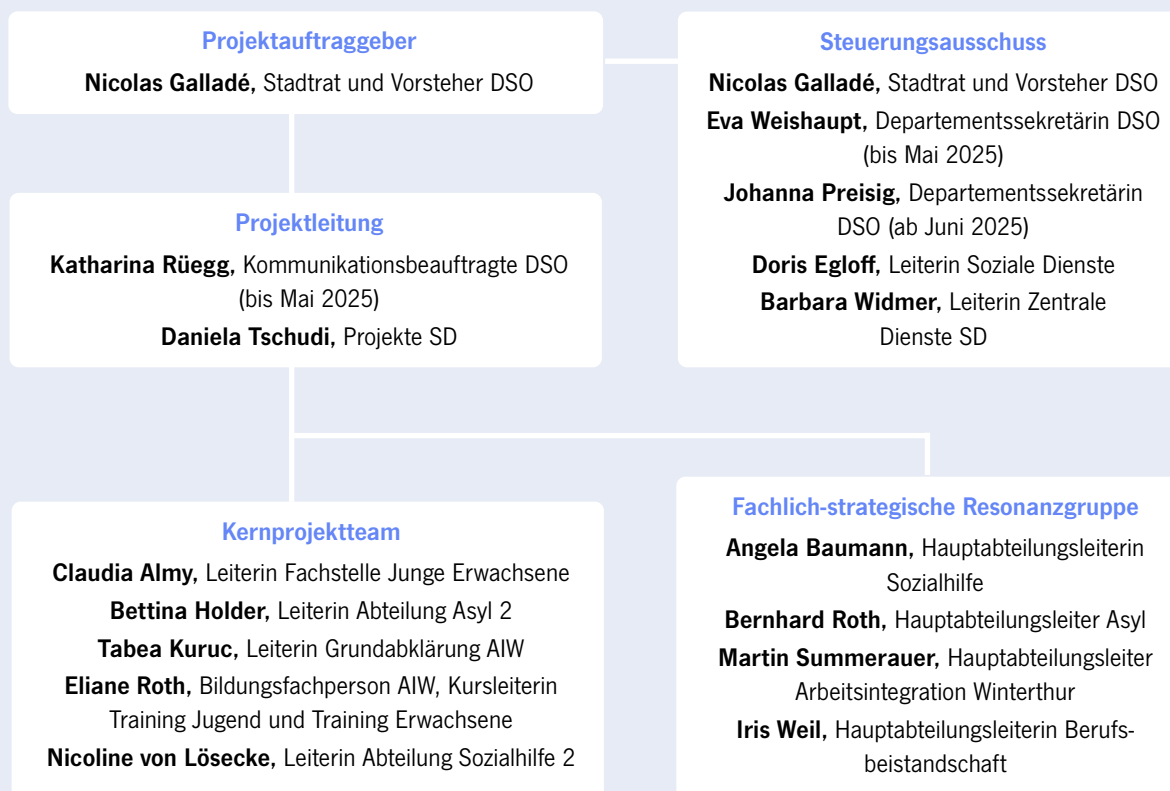 Projektauftraggeber
Nicolas Galladé, Stadtrat und Vorsteher DSO
Steuerungsausschuss
Nicolas Galladé, Stadtrat und Vorsteher DSO
Eva Weishaupt, Departementssekretärin DSO
(bis Mai 2025)
Johanna Preisig, Departementssekretärin
DSO (ab Juni 2025)
Doris Egloff, Leiterin Soziale Dienste
Barbara Widmer, Leiterin Zentrale
Dienste SD
Projektleitung
Katharina Rüegg, Kommunikationsbeauftragte DSO
(bis Mai 2025)
Daniela Tschudi, Projekte SD
Kernprojektteam
Claudia Almy, Leiterin Fachstelle Junge Erwachsene
Bettina Holder, Leiterin Abteilung Asyl 2
Tabea Kuruc, Leiterin Grundabklärung AIW
Eliane Roth, Bildungsfachperson AIW, Kursleiterin
Training Jugend und Training Erwachsene
Nicoline von Lösecke, Leiterin Abteilung Sozialhilfe 2
Fachlich-strategische Resonanzgruppe
Angela Baumann, Hauptabteilungsleiterin
Sozialhilfe
Bernhard Roth, Hauptabteilungsleiter Asyl
Martin Summerauer, Hauptabteilungsleiter
Arbeitsintegration Winterthur
Iris Weil, Hauptabteilungsleiterin Berufs-
beistandschaft